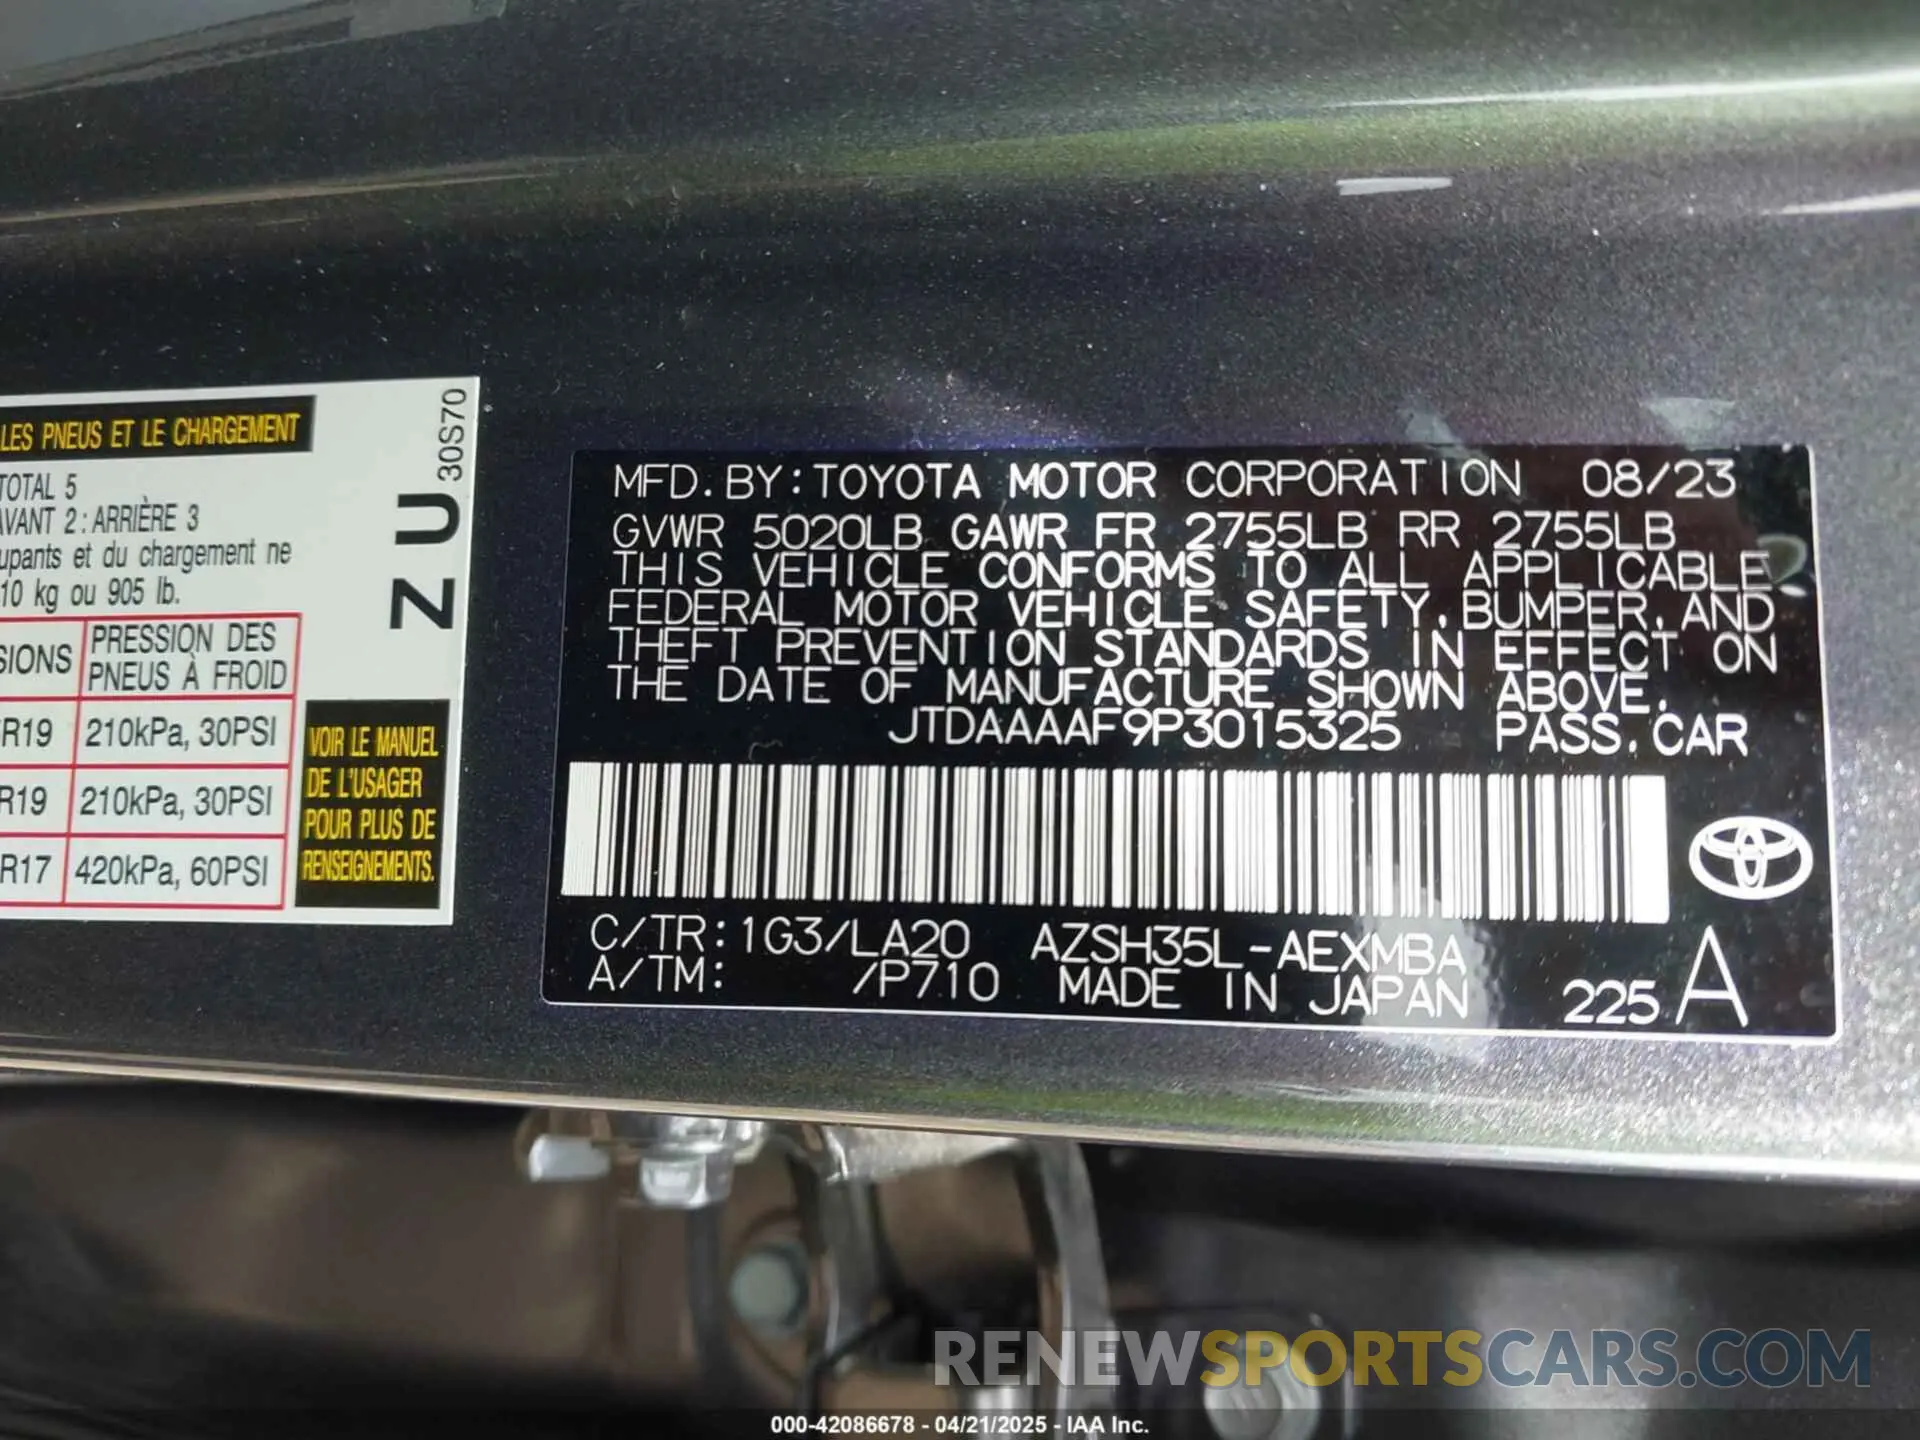 LES PNEUS ET LE CHARGEMENT
TOTAL 5
AVANT 2 : ARRIÈRE 3
upants et du chargement ne
10 kg ou 905 lb.
SIONS
PRESSION DES
PNEUS À FROID
R19
210kPa, 30PSI
R19
210kPa, 30PSI
R17
420kPa, 60PSI
ZU
30S70
VOIR LE MANUEL
DE L'USAGER
POUR PLUS DE
RENSEIGNEMENTS.
MFD. BY: TOYOTA MOTOR CORPORATION 08/23
GVWR 5020LB GAWR FR 2755LB RR 2755LB
THIS VEHICLE CONFORMS TO ALL APPLICABLE
FEDERAL MOTOR VEHICLE SAFETY, BUMPER, AND
THEFT PREVENTION STANDARDS IN EFFECT ON
THE DATE OF MANUFACTURE SHOWN ABOVE.
JTDAAAAF9P3015325 PASS. CAR
C/TR: 1G3/LA20 AZSH35L-AEXMBA
A/TM: /P710 MADE IN JAPAN 225 A
RENEWSPORTSCARS.COM
000-42086678 - 04/21/2025 - IAA Inc.